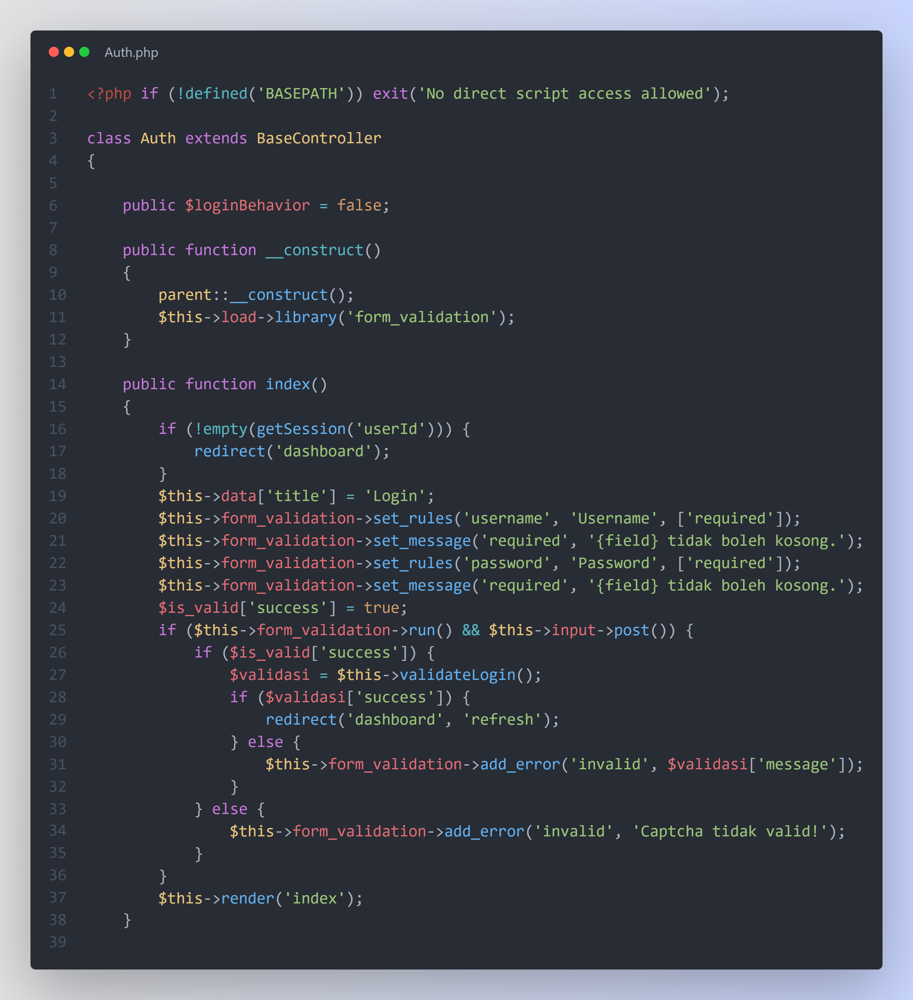 Auth.php
1 <?php if (!defined('BASEPATH')) exit('No direct script access allowed');
2
3 class Auth extends BaseController
4 {
5
6     public $loginBehavior = false;
7
8     public function __construct()
9     {
10         parent::__construct();
11         $this->load->library('form_validation');
12     }
13
14     public function index()
15     {
16         if (!empty(getSession('userId'))) {
17             redirect('dashboard');
18         }
19         $this->data['title'] = 'Login';
20         $this->form_validation->set_rules('username', 'Username', ['required']);
21         $this->form_validation->set_message('required', '{field} tidak boleh kosong.');
22         $this->form_validation->set_rules('password', 'Password', ['required']);
23         $this->form_validation->set_message('required', '{field} tidak boleh kosong.');
24         $is_valid['success'] = true;
25         if ($this->form_validation->run() && $this->input->post()) {
26             if ($is_valid['success']) {
27                 $validasi = $this->validateLogin();
28                 if ($validasi['success']) {
29                     redirect('dashboard', 'refresh');
30                 } else {
31                     $this->form_validation->add_error('invalid', $validasi['message']);
32                 }
33             } else {
34                 $this->form_validation->add_error('invalid', 'Captcha tidak valid!');
35             }
36         }
37         $this->render('index');
38     }
39